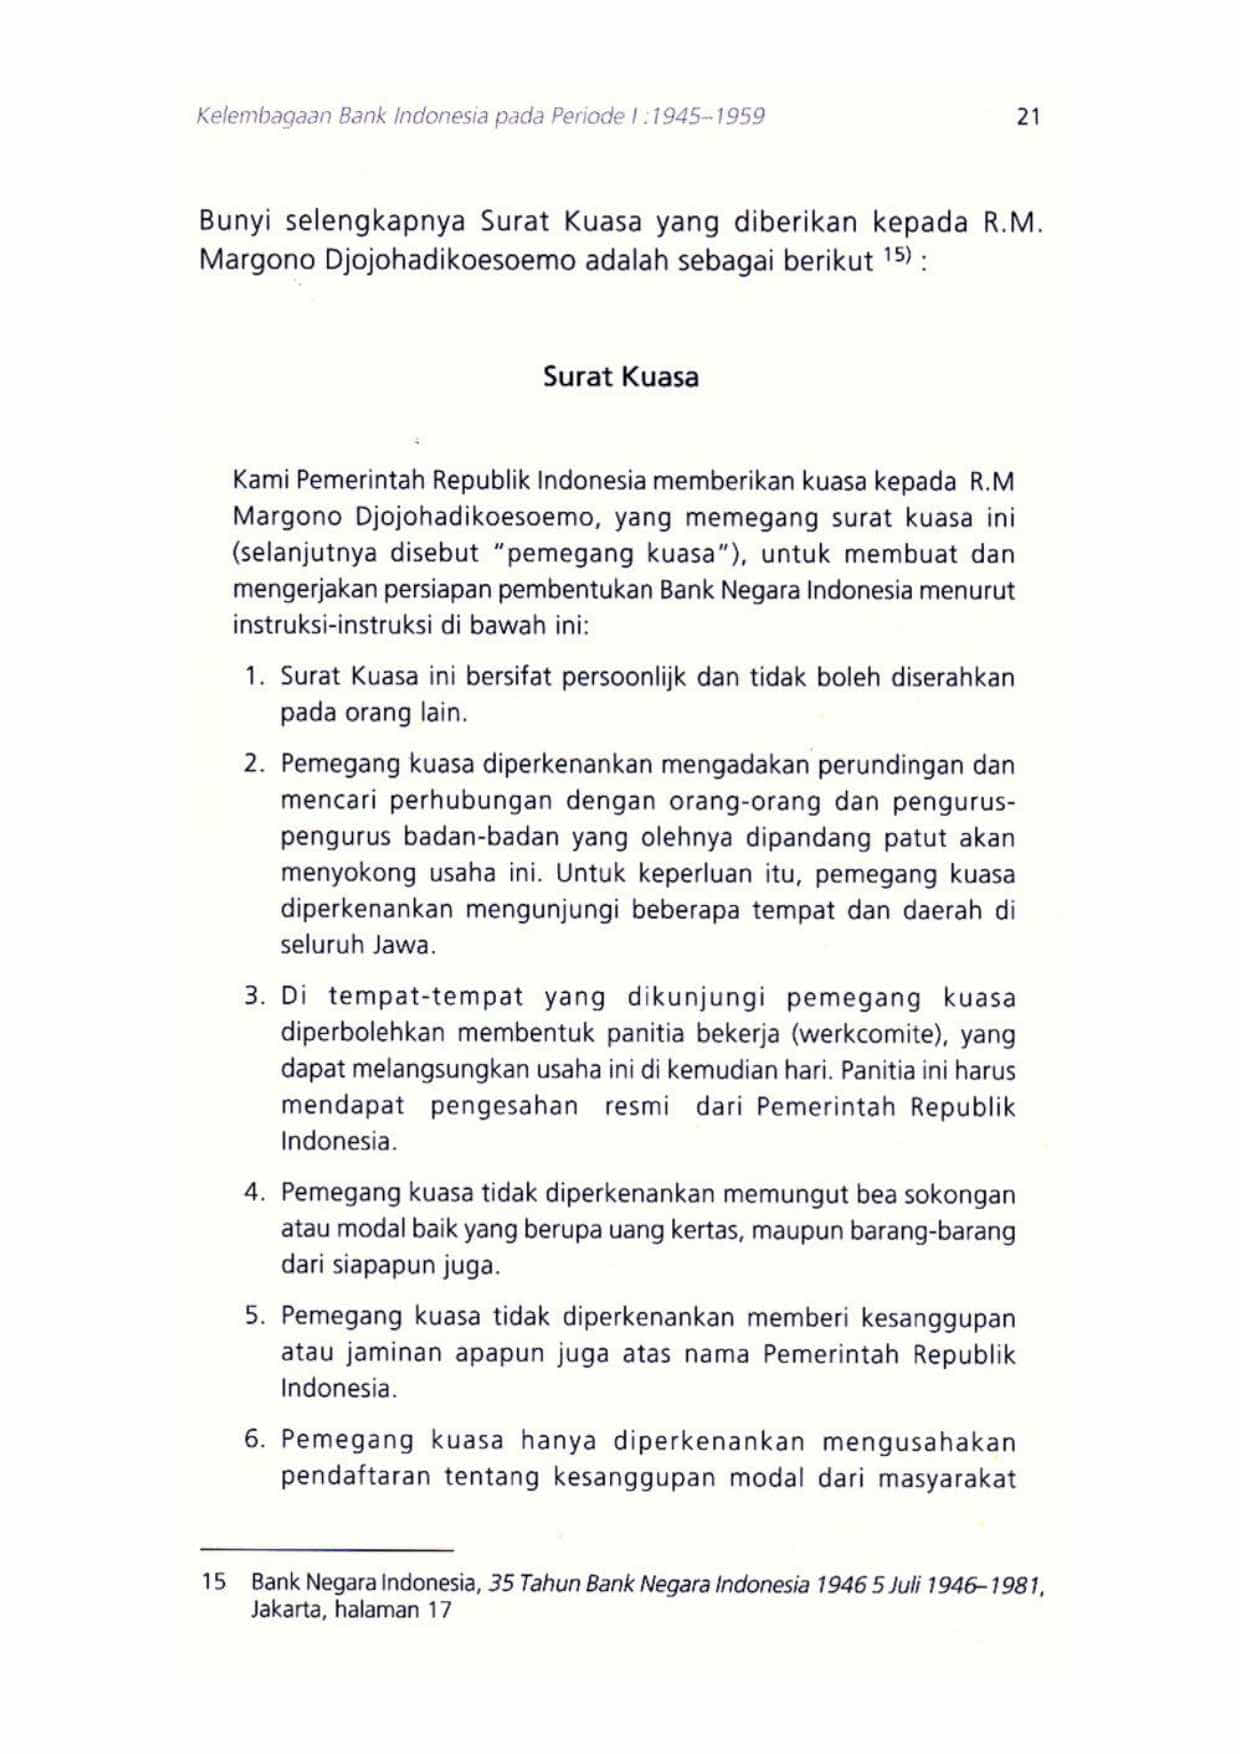 Kelembagaan Bank Indonesia pada Periode I : 1945–1959 21
Bunyi selengkapnya Surat Kuasa yang diberikan kepada R.M.
Margono Djojohadikoesoemo adalah sebagai berikut 15) :
Surat Kuasa
Kami Pemerintah Republik Indonesia memberikan kuasa kepada R.M
Margono Djojohadikoesoemo, yang memegang surat kuasa ini
(selanjutnya disebut "pemegang kuasa"), untuk membuat dan
mengerjakan persiapan pembentukan Bank Negara Indonesia menurut
instruksi-instruksi di bawah ini:
1. Surat Kuasa ini bersifat persoonlijk dan tidak boleh diserahkan
pada orang lain.
2. Pemegang kuasa diperkenankan mengadakan perundingan dan
mencari perhubungan dengan orang-orang dan pengurus-
pengurus badan-badan yang olehnya dipandang patut akan
menyokong usaha ini. Untuk keperluan itu, pemegang kuasa
diperkenankan mengunjungi beberapa tempat dan daerah di
seluruh Jawa.
3. Di tempat-tempat yang dikunjungi pemegang kuasa
diperbolehkan membentuk panitia bekerja (werkcomite), yang
dapat melangsungkan usaha ini di kemudian hari. Panitia ini harus
mendapat pengesahan resmi dari Pemerintah Republik
Indonesia.
4. Pemegang kuasa tidak diperkenankan memungut bea sokongan
atau modal baik yang berupa uang kertas, maupun barang-barang
dari siapapun juga.
5. Pemegang kuasa tidak diperkenankan memberi kesanggupan
atau jaminan apapun juga atas nama Pemerintah Republik
Indonesia.
6. Pemegang kuasa hanya diperkenankan mengusahakan
pendaftaran tentang kesanggupan modal dari masyarakat
15 Bank Negara Indonesia, 35 Tahun Bank Negara Indonesia 1946 5 Juli 1946–1981,
Jakarta, halaman 17